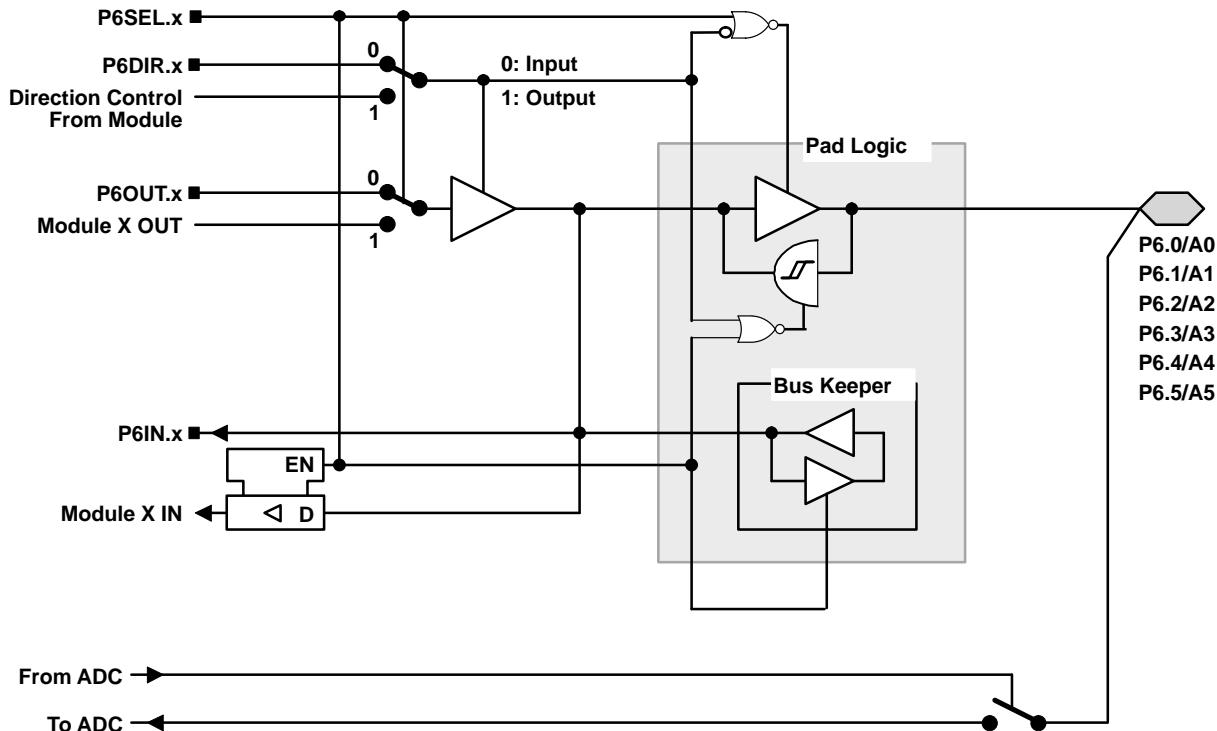 P6SEL.x
P6DIR.x
0
0: Input
Direction Control
From Module
1
1: Output
Pad Logic
P6OUT.x
0
Module X OUT
1
P6.0/A0
P6.1/A1
P6.2/A2
P6.3/A3
P6.4/A4
P6.5/A5
Bus Keeper
P6IN.x
EN
Module X IN
D
From ADC
To ADC